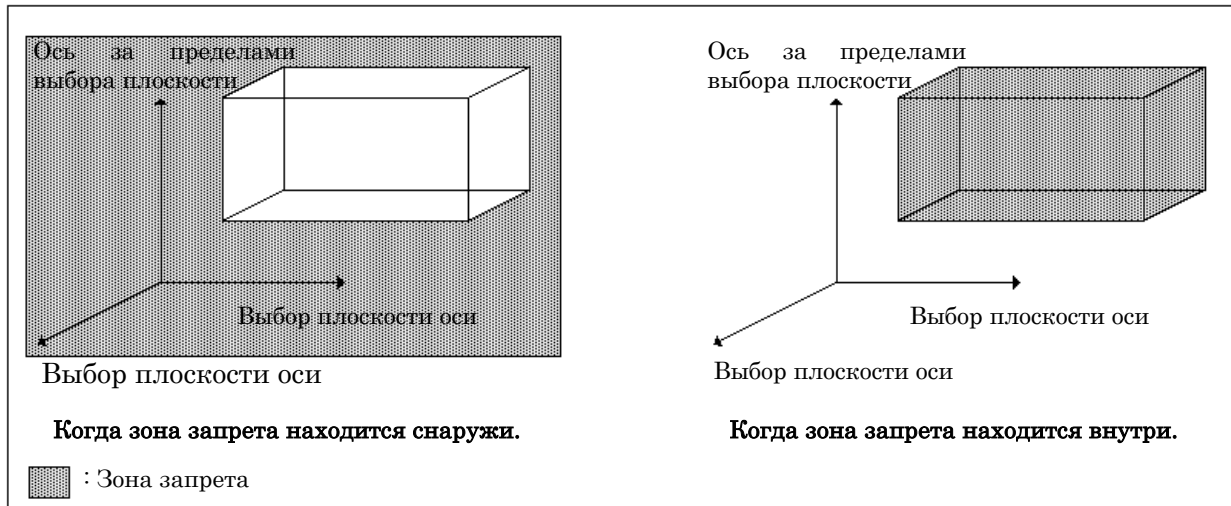 Ось за пределами
выбора плоскости
Выбор плоскости оси
Выбор плоскости оси
Когда зона запрета находится снаружи.
Ось за пределами
выбора плоскости
Выбор плоскости оси
Выбор плоскости оси
Когда зона запрета находится внутри.
: Зона запрета